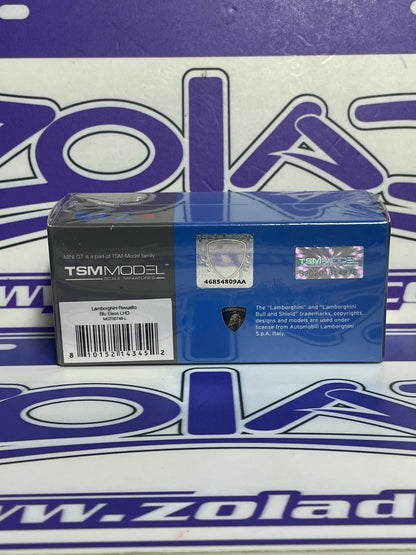 MINI GT is a part of TSM-Model family
TSMMODEL
SCALE MINIATURES
Lamborghini Revuelto
Blu Eleos LHD
MGT00746-L
8 10152 14345 2
46854809AA
TSMMODEL
The "Lamborghini" and "Lamborghini
Bull and Shield" trademarks, copyrights,
designs and models are used under
license from Automobili Lamborghini
S.p.A, Italy.
www.zolad